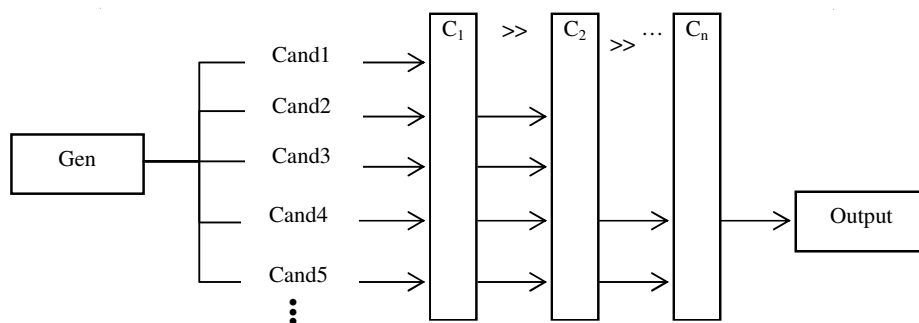 C₁ >> C₂ >> ... Cₙ
Cand1
Cand2
Gen
Cand3
Cand4
Output
Cand5